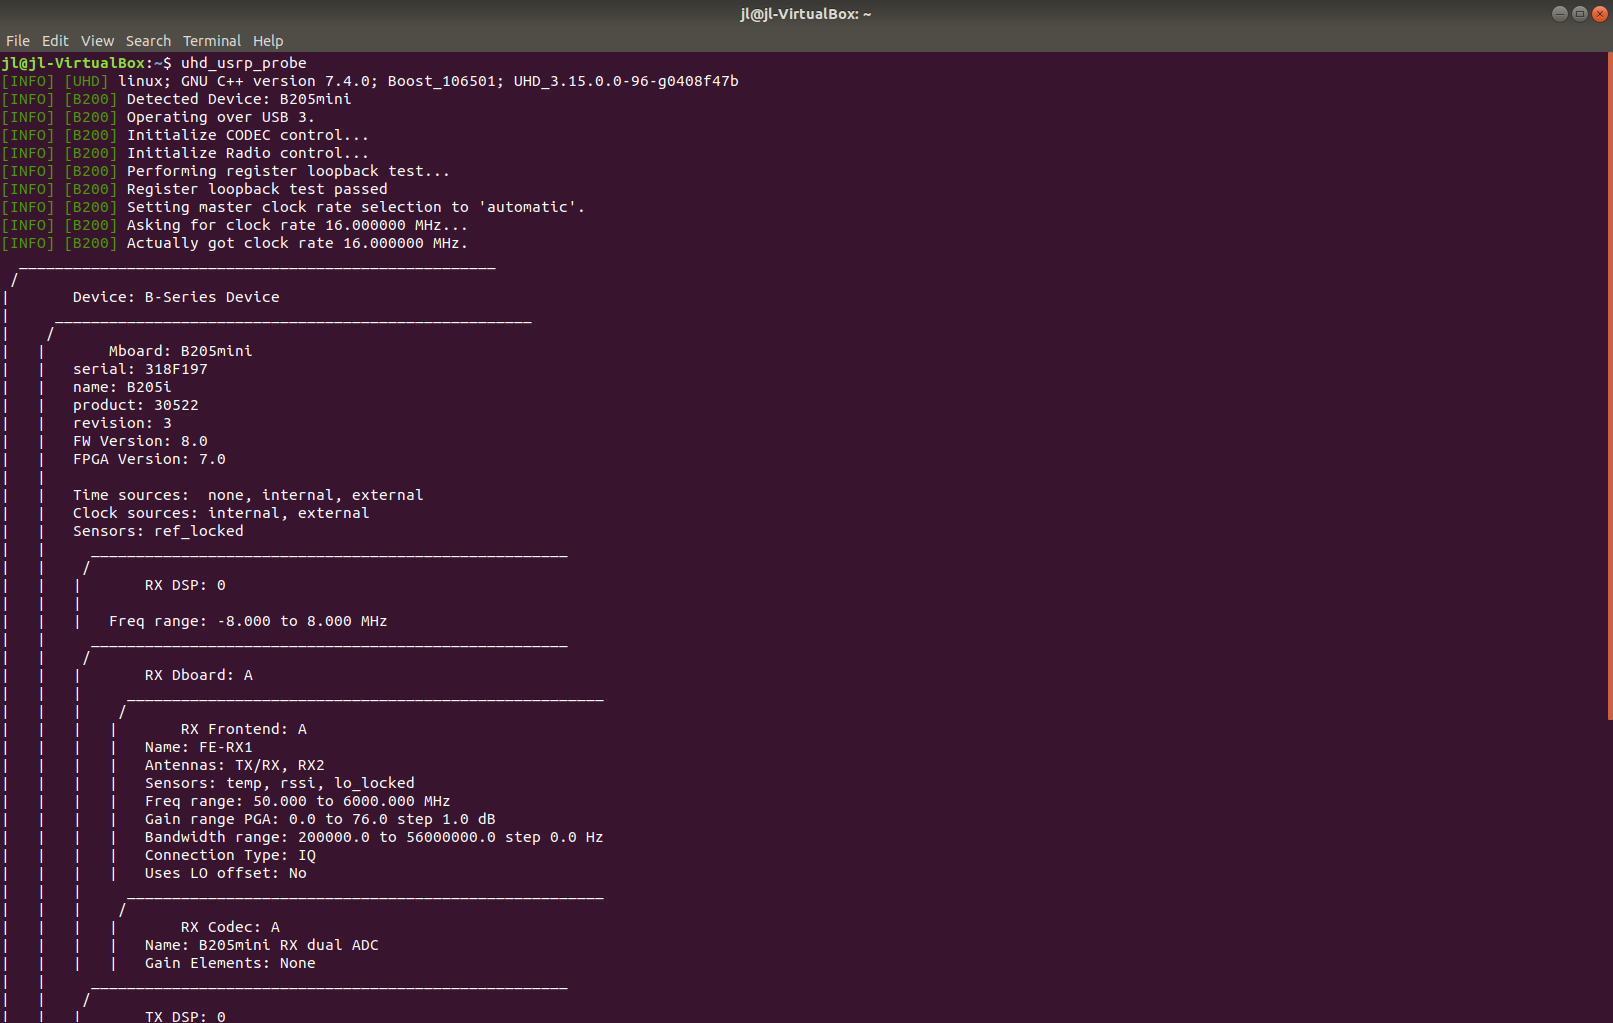 jl@jl-VirtualBox: ~
File Edit View Search Terminal Help
jl@jl-VirtualBox:~$ uhd_usrp_probe
[INFO] [UHD] linux; GNU C++ version 7.4.0; Boost_106501; UHD_3.15.0.0-96-g0408f47b
[INFO] [B200] Detected Device: B205mini
[INFO] [B200] Operating over USB 3.
[INFO] [B200] Initialize CODEC control...
[INFO] [B200] Initialize Radio control...
[INFO] [B200] Performing register loopback test...
[INFO] [B200] Register loopback test passed
[INFO] [B200] Setting master clock rate selection to 'automatic'.
[INFO] [B200] Asking for clock rate 16.000000 MHz...
[INFO] [B200] Actually got clock rate 16.000000 MHz.
  _____________________________________________________
 /
|       Device: B-Series Device
|     _____________________________________________________
|    /
|   |       Mboard: B205mini
|   |   serial: 318F197
|   |   name: B205i
|   |   product: 30522
|   |   revision: 3
|   |   FW Version: 8.0
|   |   FPGA Version: 7.0
|   |
|   |   Time sources:  none, internal, external
|   |   Clock sources: internal, external
|   |   Sensors: ref_locked
|   |     _____________________________________________________
|   |    /
|   |   |       RX DSP: 0
|   |   |
|   |   |   Freq range: -8.000 to 8.000 MHz
|   |     _____________________________________________________
|   |    /
|   |   |       RX Dboard: A
|   |   |     _____________________________________________________
|   |   |    /
|   |   |   |       RX Frontend: A
|   |   |   |   Name: FE-RX1
|   |   |   |   Antennas: TX/RX, RX2
|   |   |   |   Sensors: temp, rssi, lo_locked
|   |   |   |   Freq range: 50.000 to 6000.000 MHz
|   |   |   |   Gain range PGA: 0.0 to 76.0 step 1.0 dB
|   |   |   |   Bandwidth range: 200000.0 to 56000000.0 step 0.0 Hz
|   |   |   |   Connection Type: IQ
|   |   |   |   Uses LO offset: No
|   |   |     _____________________________________________________
|   |   |    /
|   |   |   |       RX Codec: A
|   |   |   |   Name: B205mini RX dual ADC
|   |   |   |   Gain Elements: None
|   |     _____________________________________________________
|   |    /
|   |   |       TX DSP: 0